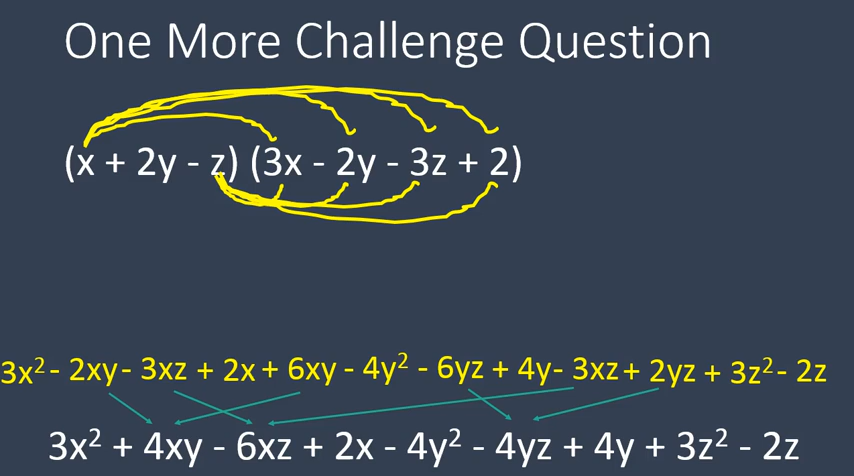 One More Challenge Question
(x + 2y - z) (3x - 2y - 3z + 2)
3x² - 2xy - 3xz + 2x + 6xy - 4y² - 6yz + 4y - 3xz + 2yz + 3z² - 2z
3x² + 4xy - 6xz + 2x - 4y² - 4yz + 4y + 3z² - 2z